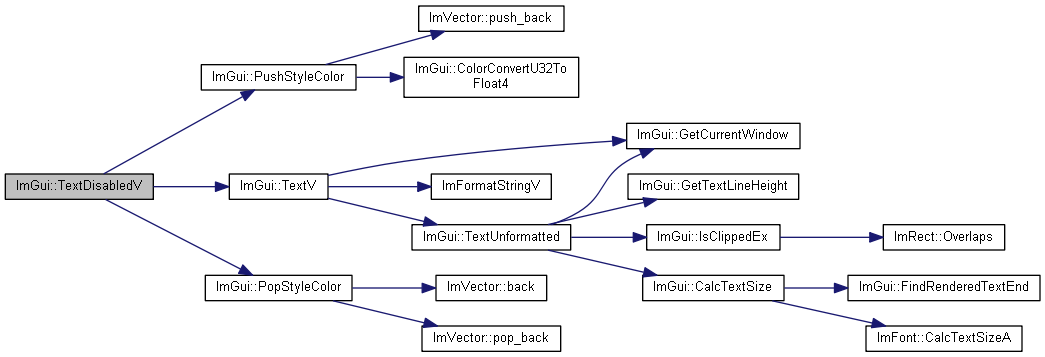 ImVector::push_back
ImGui::PushStyleColor
ImGui::ColorConvertU32To
Float4
ImGui::GetCurrentWindow
ImGui::TextDisabledV
ImGui::TextV
ImFormatStringV
ImGui::GetTextLineHeight
ImGui::TextUnformatted
ImGui::IsClippedEx
ImRect::Overlaps
ImGui::PopStyleColor
ImVector::back
ImGui::CalcTextSize
ImGui::FindRenderedTextEnd
ImVector::pop_back
ImFont::CalcTextSizeA